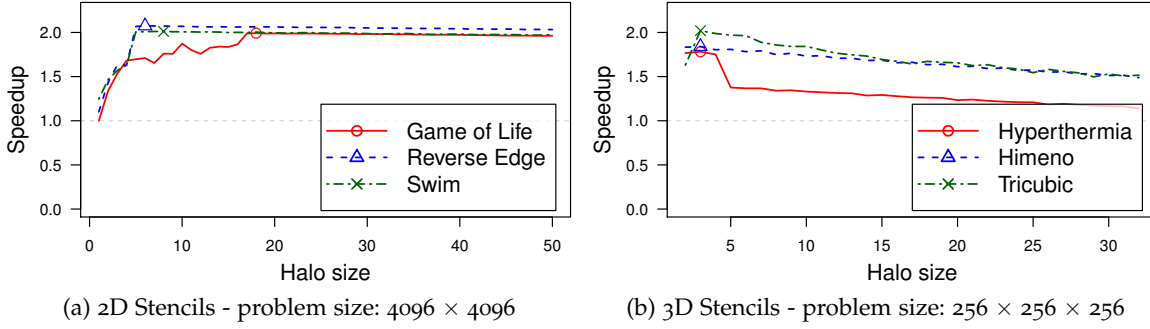 Speedup
2.0
1.5
1.0
0.5
0.0
Game of Life
Reverse Edge
Swim
0 10 20 30 40 50
Halo size
(a) 2D Stencils - problem size: 4096 × 4096
Speedup
2.0
1.5
1.0
0.5
0.0
Hyperthermia
Himeno
Tricubic
5 10 15 20 25 30
Halo size
(b) 3D Stencils - problem size: 256 × 256 × 256